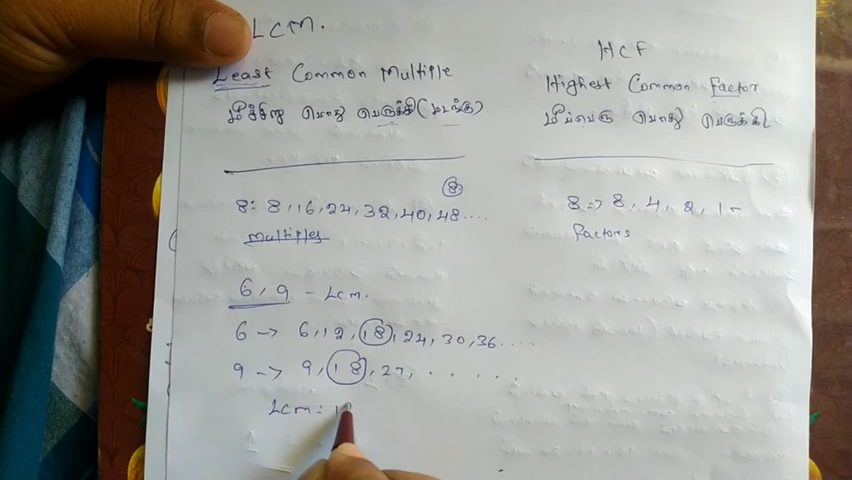 LCM.
Least Common Multiple
மீச்சிறு பொது பெருக்கி (மடங்கு)
8
8: 8, 16, 24, 32, 40, 48....
Multiples
6, 9 - Lcm.
6 → 6, 12, 18, 24, 30, 36.....
9 → 9, 18, 27, . . . . .
Lcm =
HCF
Highest Common Factor
மீப்பெரு பொது பெருக்கி
8 => 8, 4, 2, 1 -
factors